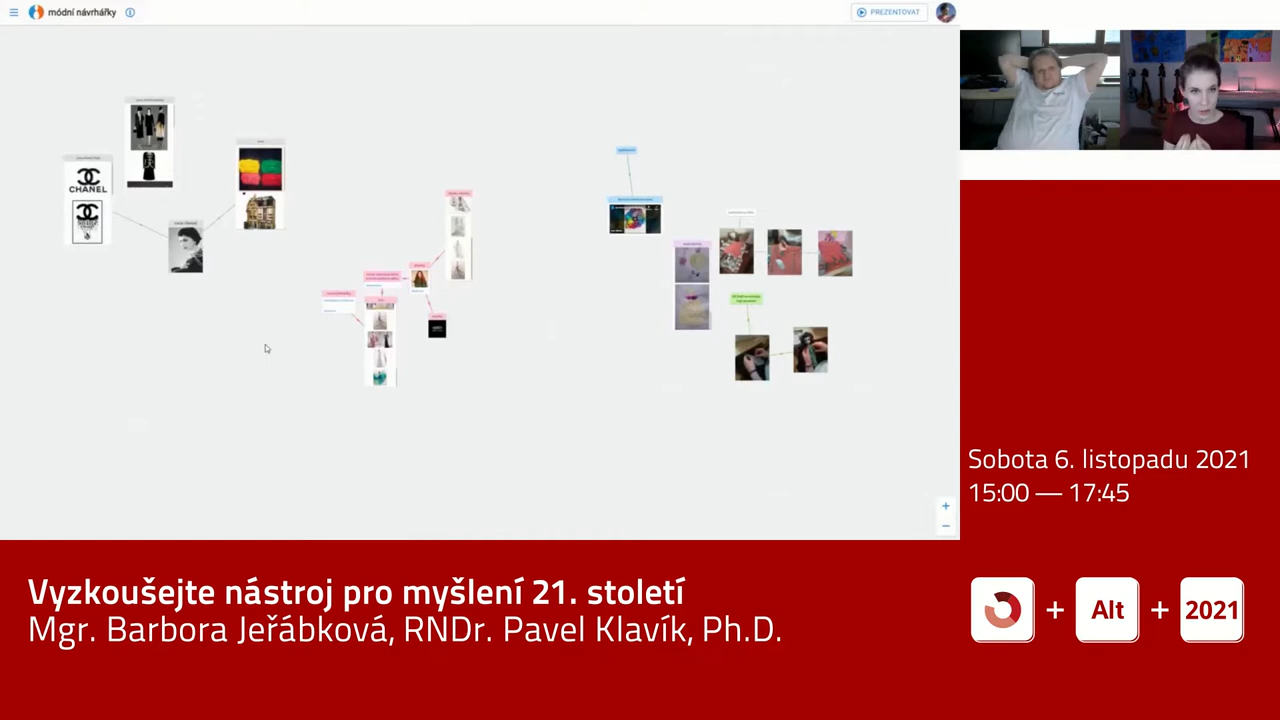 módní návrhářky
PREZENTOVAT
CHANEL
Sobota 6. listopadu 2021
15:00 — 17:45
Vyzkoušejte nástroj pro myšlení 21. století
Mgr. Barbora Jeřábková, RNDr. Pavel Klavík, Ph.D.
+ Alt + 2021